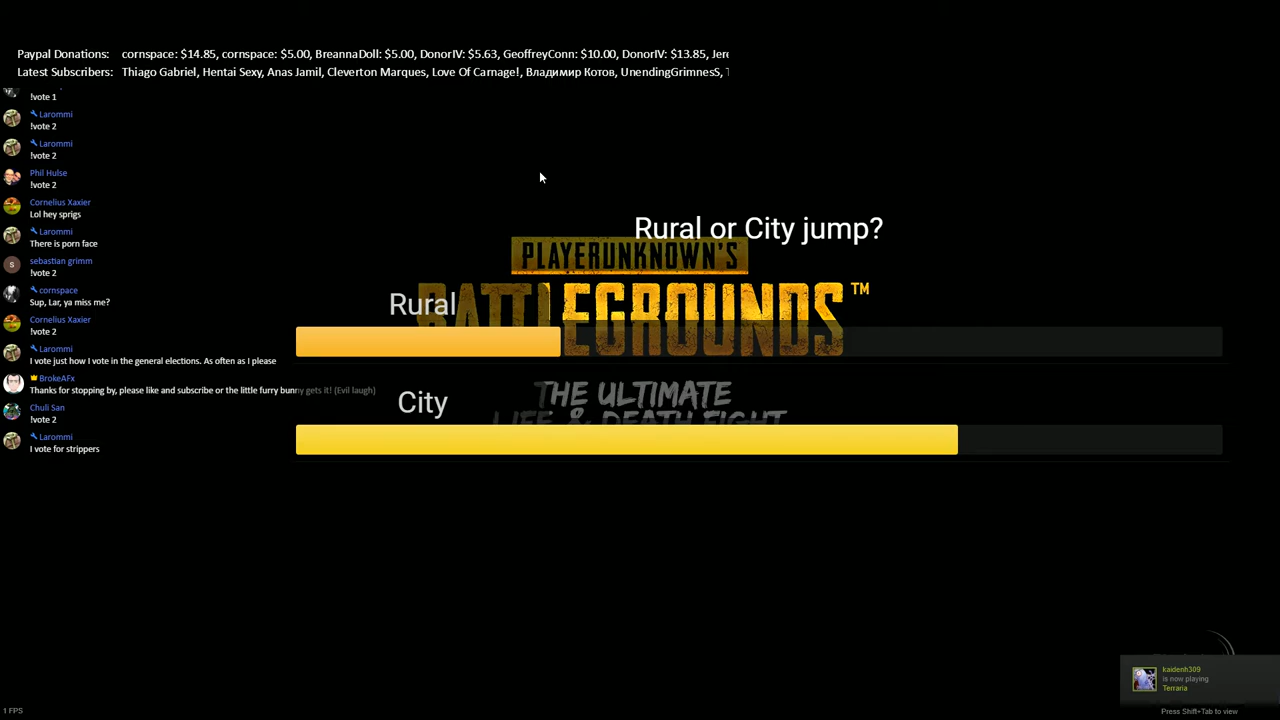 Paypal Donations: cornspace: $14.85, cornspace: $5.00, BreannaDoll: $5.00, DonorIV: $5.63, GeoffreyConn: $10.00, DonorIV: $13.85,
Latest Subscribers: Thiago Gabriel, Hentai Sexy, Anas Jamil, Cleverton Marques, Love Of Carnage!, Владимир Котов, UnendingGrimnesS,
!vote 1
Larommi
!vote 2
Larommi
!vote 2
Phil Hulse
!vote 2
Cornelius Xaxier
Lol hey sprigs
Larommi
There is porn face
sebastian grimm
S
!vote 2
cornspace
Sup, Lar, ya miss me?
Cornelius Xaxier
!vote 2
Larommi
I vote just how I vote in the general elections. As often as I please
BrokeAFx
Thanks for stopping by, please like and subscribe or the little furry bunny gets it! (Evil laugh)
Chuli San
!vote 2
Larommi
I vote for strippers
Rural or City jump?
PLAYERUNKNOWN'S
BATTLEGROUNDS™
Rural
THE ULTIMATE
LIFE & DEATH FIGHT
City
kaidenh309
is now playing
Terraria
Press Shift+Tab to view
1 FPS